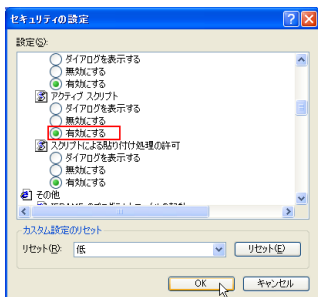 セキュリティの設定
設定(S):
ダイアログを表示する
無効にする
有効にする
アクティブ スクリプト
ダイアログを表示する
無効にする
有効にする
スクリプトによる貼り付け処理の許可
ダイアログを表示する
無効にする
有効にする
その他
カスタム設定のリセット
リセット(R): 低 リセット(E)
OK キャンセル